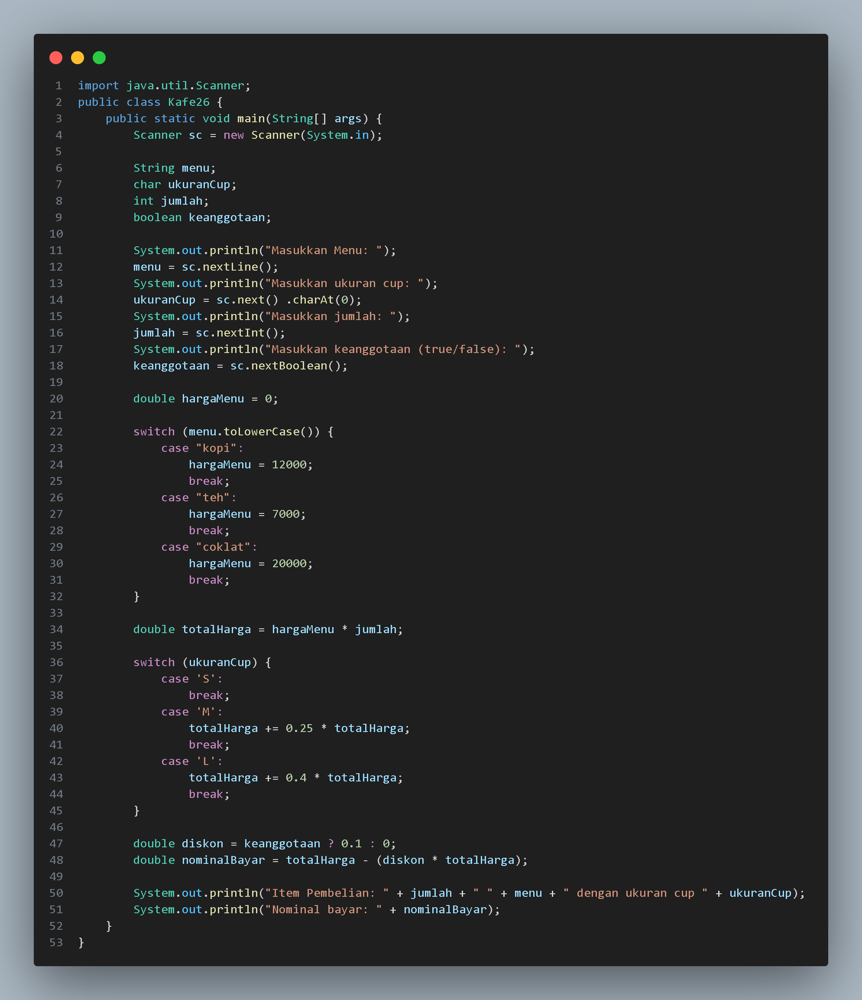 1 import java.util.Scanner;
2 public class Kafe26 {
3     public static void main(String[] args) {
4         Scanner sc = new Scanner(System.in);
5
6         String menu;
7         char ukuranCup;
8         int jumlah;
9         boolean keanggotaan;
10
11         System.out.println("Masukkan Menu: ");
12         menu = sc.nextLine();
13         System.out.println("Masukkan ukuran cup: ");
14         ukuranCup = sc.next() .charAt(0);
15         System.out.println("Masukkan jumlah: ");
16         jumlah = sc.nextInt();
17         System.out.println("Masukkan keanggotaan (true/false): ");
18         keanggotaan = sc.nextBoolean();
19
20         double hargaMenu = 0;
21
22         switch (menu.toLowerCase()) {
23             case "kopi":
24                 hargaMenu = 12000;
25                 break;
26             case "teh":
27                 hargaMenu = 7000;
28                 break;
29             case "coklat":
30                 hargaMenu = 20000;
31                 break;
32         }
33
34         double totalHarga = hargaMenu * jumlah;
35
36         switch (ukuranCup) {
37             case 'S':
38                 break;
39             case 'M':
40                 totalHarga += 0.25 * totalHarga;
41                 break;
42             case 'L':
43                 totalHarga += 0.4 * totalHarga;
44                 break;
45         }
46
47         double diskon = keanggotaan ? 0.1 : 0;
48         double nominalBayar = totalHarga - (diskon * totalHarga);
49
50         System.out.println("Item Pembelian: " + jumlah + " " + menu + " dengan ukuran cup " + ukuranCup);
51         System.out.println("Nominal bayar: " + nominalBayar);
52     }
53 }